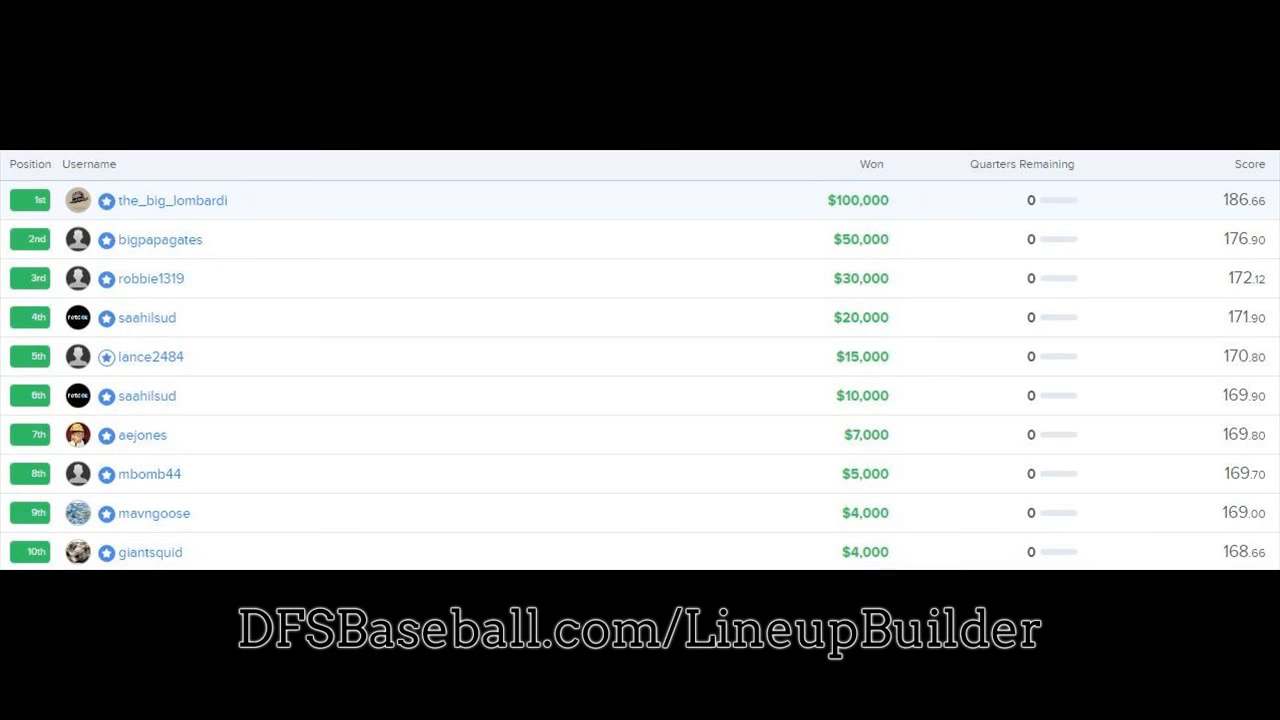 Position Username Won Quarters Remaining Score
1st the_big_lombardi $100,000 0 186.66
2nd bigpapagates $50,000 0 176.90
3rd robbie1319 $30,000 0 172.12
4th saahilsud $20,000 0 171.90
5th lance2484 $15,000 0 170.80
6th saahilsud $10,000 0 169.90
7th aejones $7,000 0 169.80
8th mbomb44 $5,000 0 169.70
9th mavngoose $4,000 0 169.00
10th giantsquid $4,000 0 168.66
DFSBaseball.com/LineupBuilder